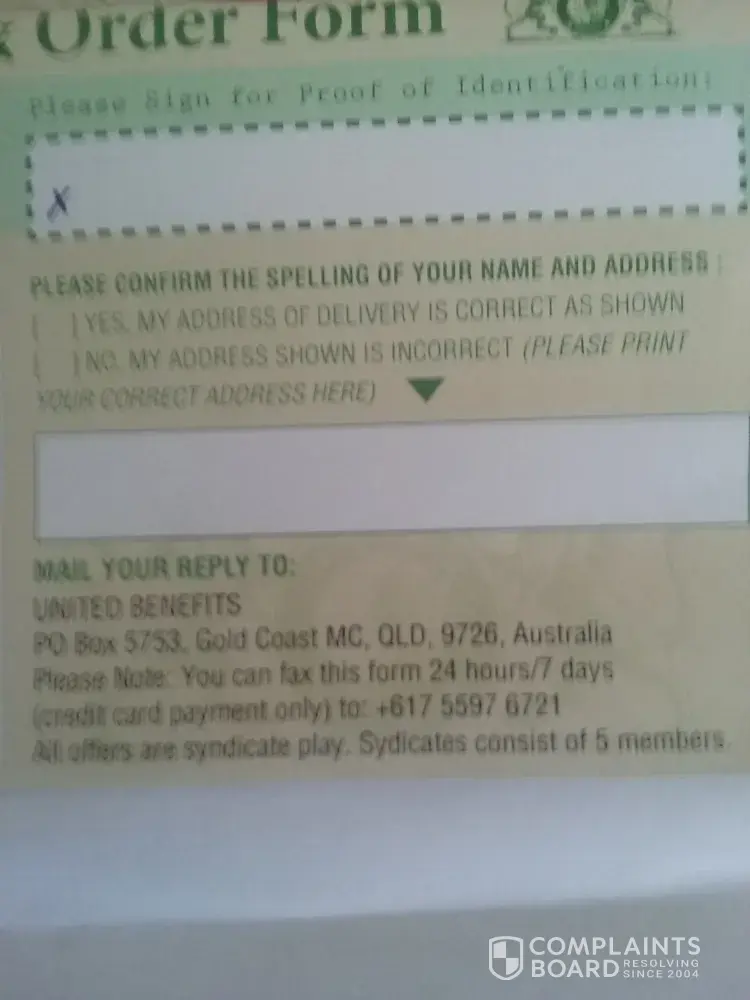 & Order Form
Please Sign for Proof of Identification:
X
PLEASE CONFIRM THE SPELLING OF YOUR NAME AND ADDRESS :
[ ] YES. MY ADDRESS OF DELIVERY IS CORRECT AS SHOWN
[ ] NO. MY ADDRESS SHOWN IS INCORRECT (PLEASE PRINT
YOUR CORRECT ADDRESS HERE)
MAIL YOUR REPLY TO:
UNITED BENEFITS
PO Box 5753, Gold Coast MC, QLD, 9726, Australia
Please Note: You can fax this form 24 hours/7 days
(credit card payment only) to: +617 5597 6721
All offers are syndicate play. Sydicates consist of 5 members.
COMPLAINTS
BOARD RESOLVING SINCE 2004